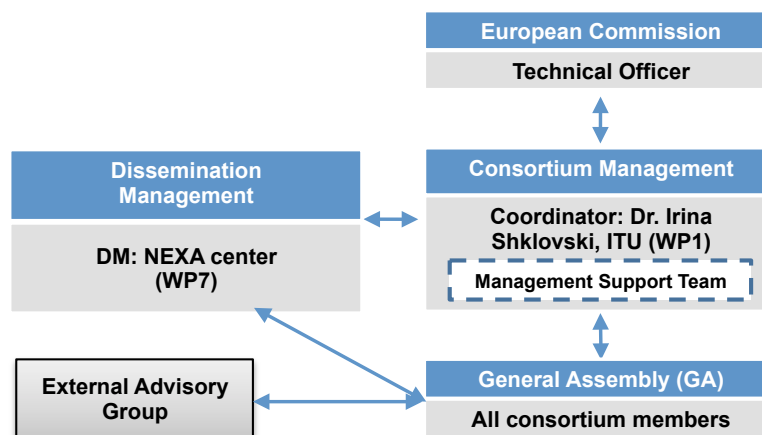 European Commission
Technical Officer
Dissemination
Management
DM: NEXA center
(WP7)
Consortium Management
Coordinator: Dr. Irina
Shklovski, ITU (WP1)
Management Support Team
External Advisory
Group
General Assembly (GA)
All consortium members